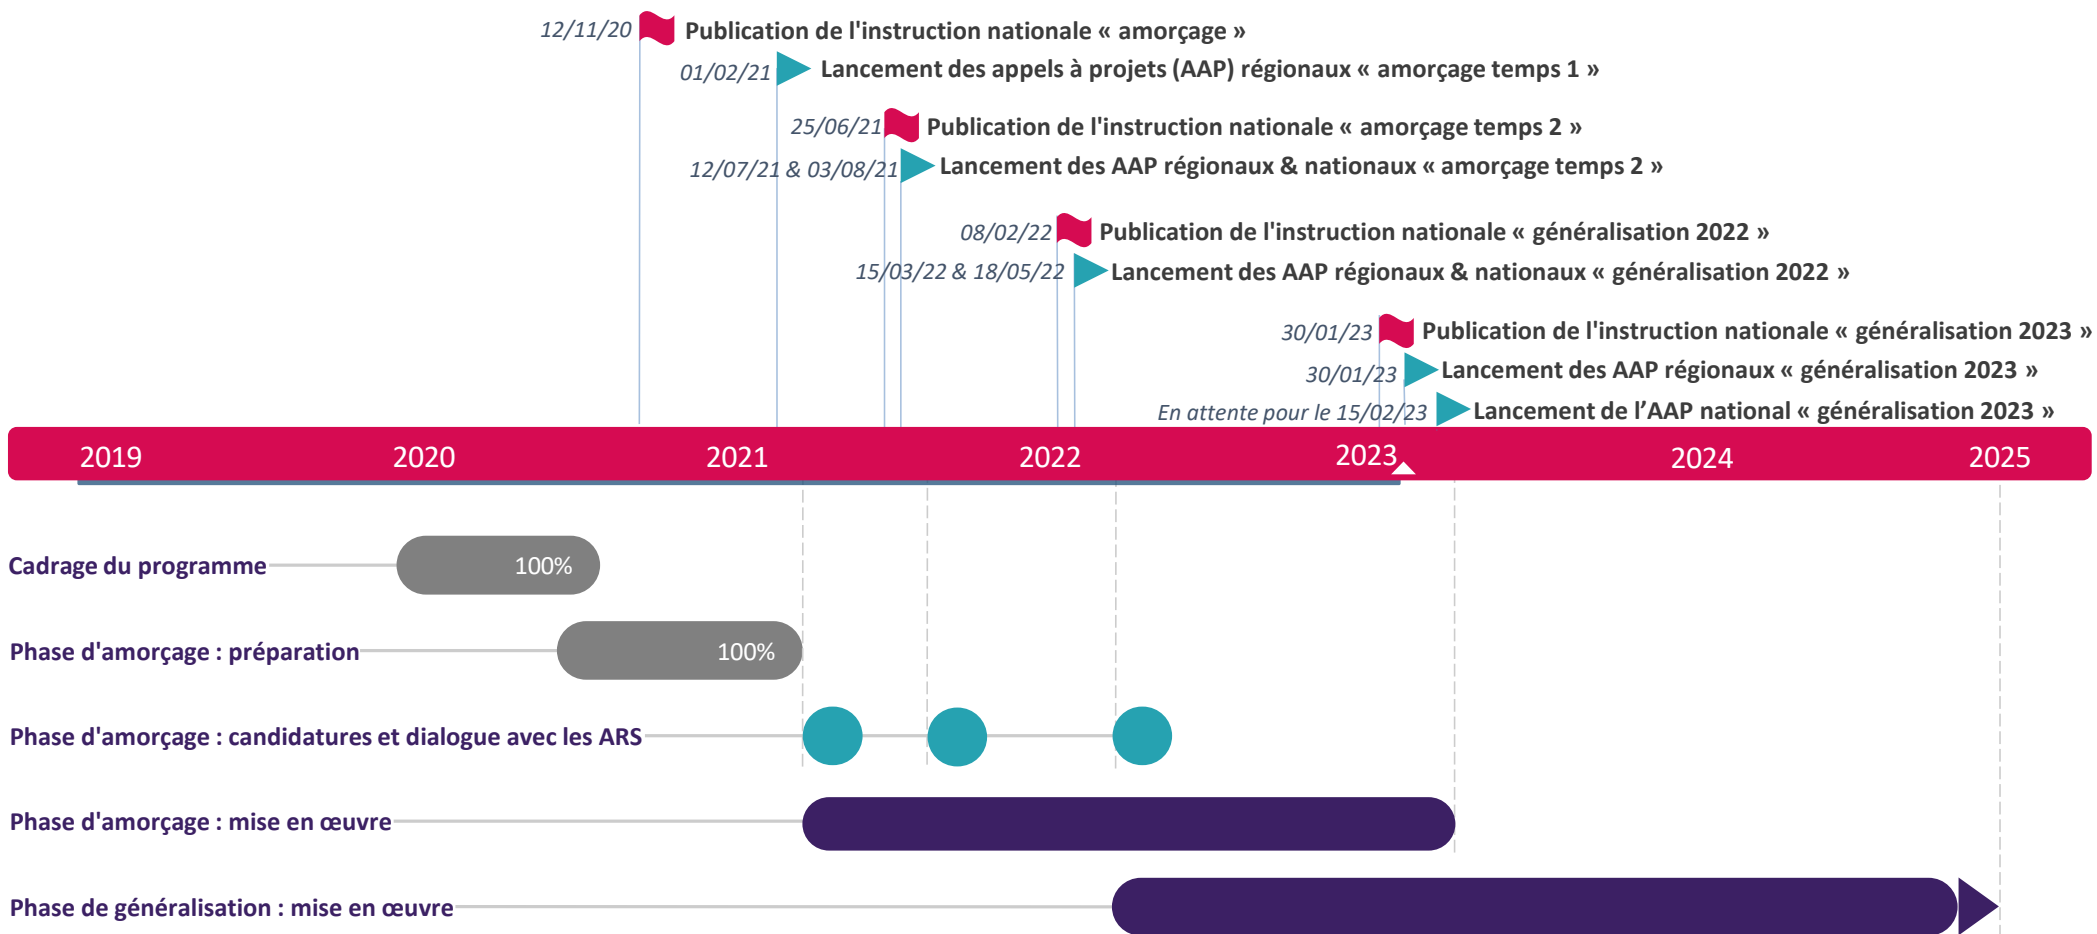 12/11/20 Publication de l'instruction nationale « amorçage »
01/02/21 Lancement des appels à projets (AAP) régionaux « amorçage temps 1 »
25/06/21 Publication de l'instruction nationale « amorçage temps 2 »
12/07/21 & 03/08/21 Lancement des AAP régionaux & nationaux « amorçage temps 2 »
08/02/22 Publication de l'instruction nationale « généralisation 2022 »
15/03/22 & 18/05/22 Lancement des AAP régionaux & nationaux « généralisation 2022 »
30/01/23 Publication de l'instruction nationale « généralisation 2023 »
30/01/23 Lancement des AAP régionaux « généralisation 2023 »
En attente pour le 15/02/23 Lancement de l’AAP national « généralisation 2023 »
2019 2020 2021 2022 2023 2024 2025
Cadrage du programme 100%
Phase d'amorçage : préparation 100%
Phase d'amorçage : candidatures et dialogue avec les ARS
Phase d'amorçage : mise en œuvre
Phase de généralisation : mise en œuvre